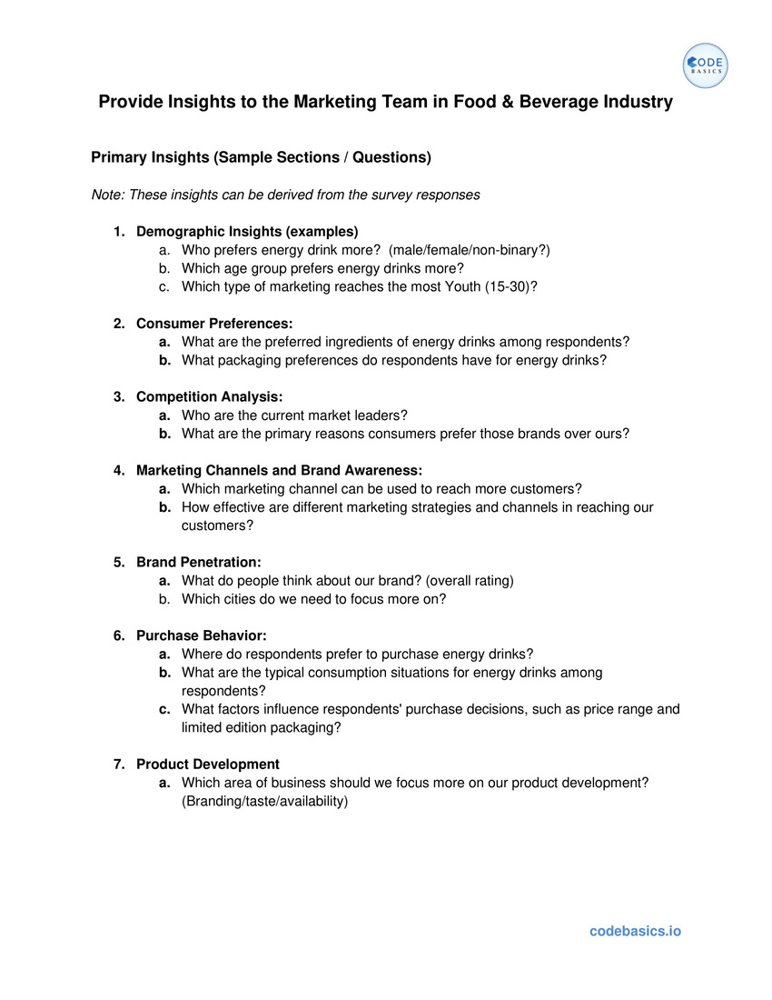 CODE
BASICS
Provide Insights to the Marketing Team in Food & Beverage Industry
Primary Insights (Sample Sections / Questions)
Note: These insights can be derived from the survey responses
1. Demographic Insights (examples)
a. Who prefers energy drink more?  (male/female/non-binary?)
b. Which age group prefers energy drinks more?
c. Which type of marketing reaches the most Youth (15-30)?
2. Consumer Preferences:
a. What are the preferred ingredients of energy drinks among respondents?
b. What packaging preferences do respondents have for energy drinks?
3. Competition Analysis:
a. Who are the current market leaders?
b. What are the primary reasons consumers prefer those brands over ours?
4. Marketing Channels and Brand Awareness:
a. Which marketing channel can be used to reach more customers?
b. How effective are different marketing strategies and channels in reaching our
customers?
5. Brand Penetration:
a. What do people think about our brand? (overall rating)
b. Which cities do we need to focus more on?
6. Purchase Behavior:
a. Where do respondents prefer to purchase energy drinks?
b. What are the typical consumption situations for energy drinks among
respondents?
c. What factors influence respondents' purchase decisions, such as price range and
limited edition packaging?
7. Product Development
a. Which area of business should we focus more on our product development?
(Branding/taste/availability)
codebasics.io